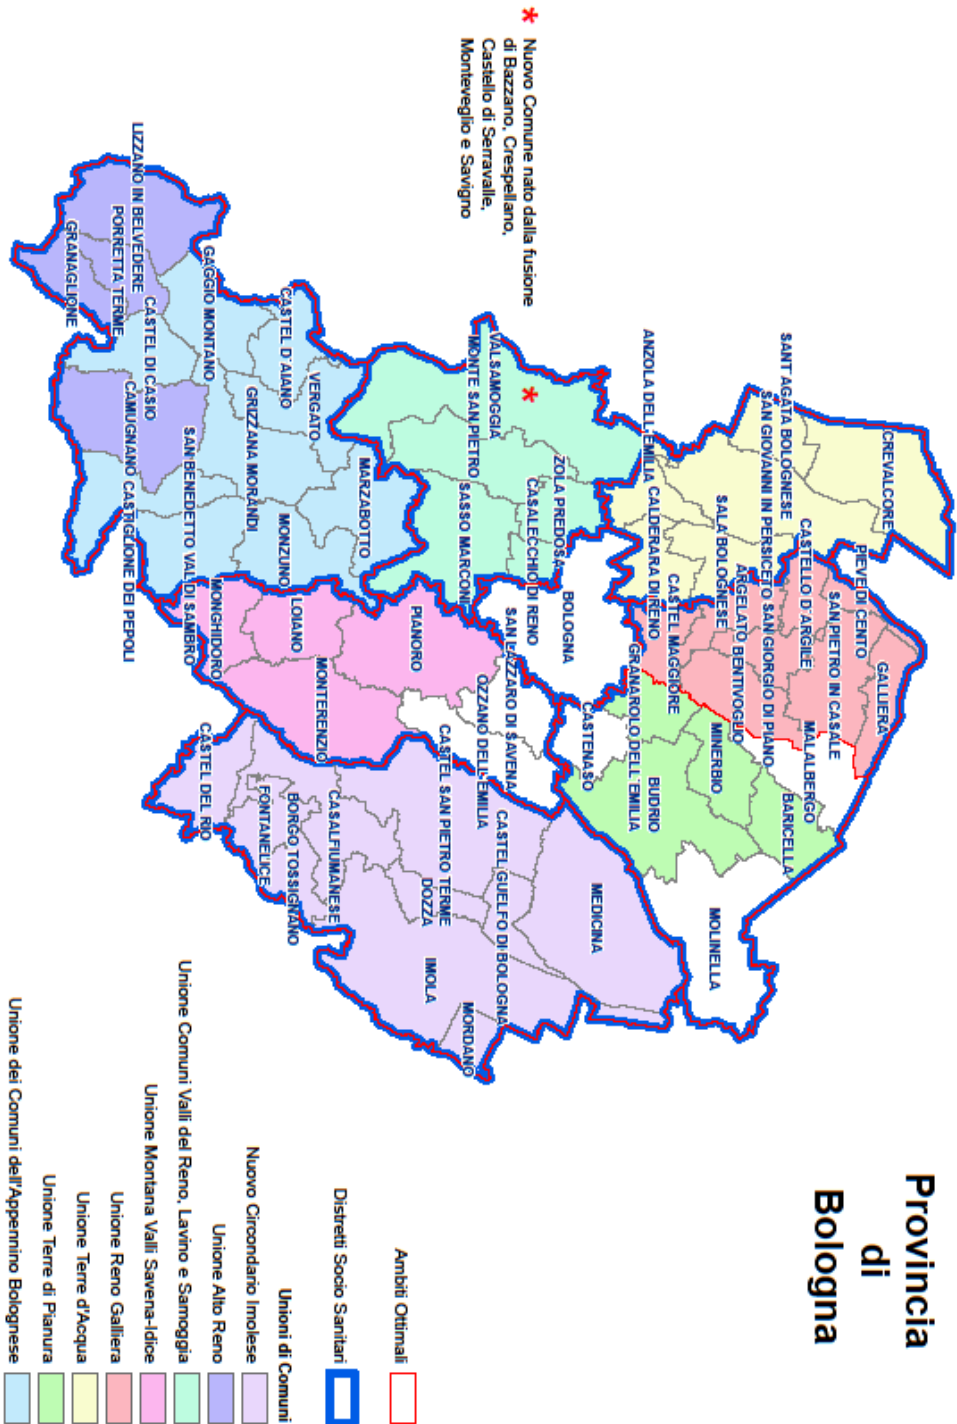 Provincia
di
Bologna
* Nuovo Comune nato dalla fusione
di Bazzano, Crespellano,
Castello di Serravalle,
Monteveglio e Savigno
CREVALCORE
SANT'AGATA BOLOGNESE
SAN GIOVANNI IN PERSICETO
PIEVE DI CENTO
GALLIERA
SAN PIETRO IN CASALE
CASTELLO D'ARGILE
MALALBERGO
SAN GIORGIO DI PIANO
BARICELLA
ARGELATO
BENTIVOGLIO
SALA BOLOGNESE
MINERBIO
MOLINELLA
CASTEL MAGGIORE
ANZOLA DELL'EMILIA
CALDERARA DI RENO
GRANAROLO DELL'EMILIA
BUDRIO
CASTENASO
BOLOGNA
MEDICINA
ZOLA PREDOSA
CASALECCHIO DI RENO
*
VALSAMOGGIA
SAN LAZZARO DI SAVENA
CASTEL GUELFO DI BOLOGNA
MONTE SAN PIETRO
SASSO MARCONI
OZZANO DELL'EMILIA
MORDANO
CASTEL SAN PIETRO TERME
DOZZA
IMOLA
PIANORO
MARZABOTTO
VERGATO
CASTEL D'AIANO
MONZUNO
LOIANO
MONTERENZIO
CASALFIUMANESE
BORGO TOSSIGNANO
FONTANELICE
GRIZZANA MORANDI
GAGGIO MONTANO
MONGHIDORO
CASTEL DEL RIO
SAN BENEDETTO VAL DI SAMBRO
CASTEL DI CASIO
LIZZANO IN BELVEDERE
CAMUGNANO
CASTIGLIONE DEI PEPOLI
PORRETTA TERME
GRANAGLIONE
Ambiti Ottimali
Distretti Socio Sanitari
Unioni di Comuni
Nuovo Circondario Imolese
Unione Alto Reno
Unione Comuni Valli del Reno, Lavino e Samoggia
Unione Montana Valli Savena-Idice
Unione Reno Galliera
Unione Terre d'Acqua
Unione Terre di Pianura
Unione dei Comuni dell'Appennino Bolognese